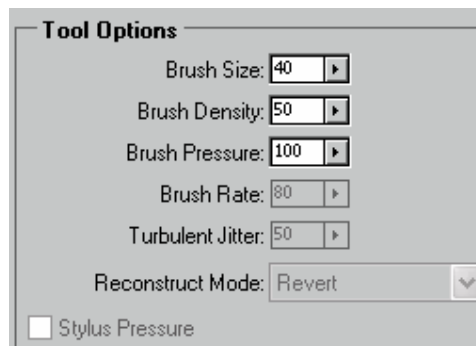 Tool Options
Brush Size: 40
Brush Density: 50
Brush Pressure: 100
Brush Rate: 80
Turbulent Jitter: 50
Reconstruct Mode: Revert
Stylus Pressure